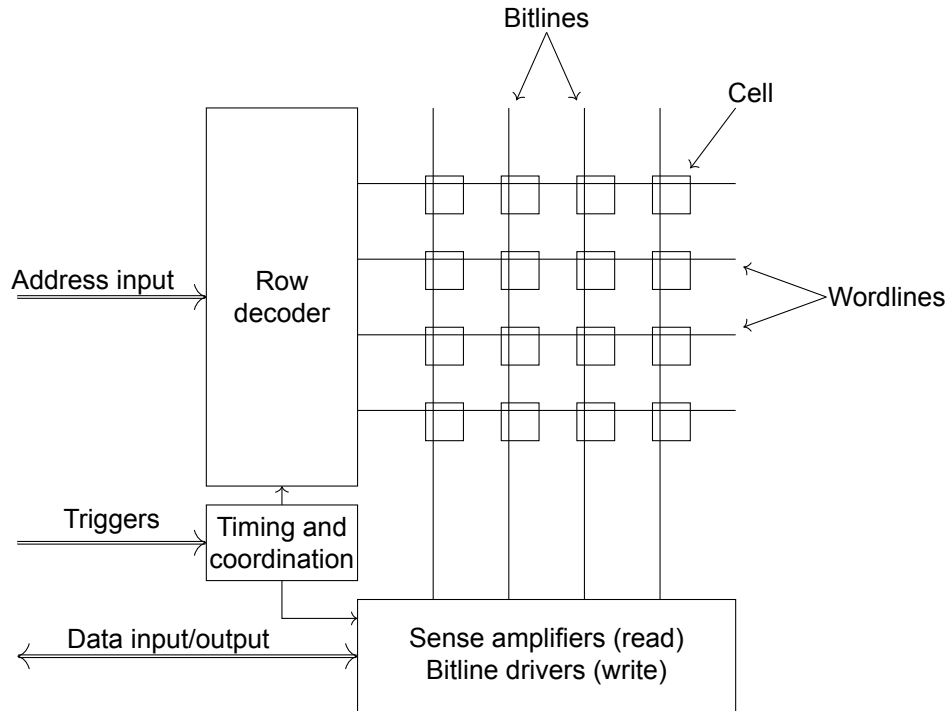 Bitlines
Cell
Address input
Row
decoder
Wordlines
Triggers
Timing and
coordination
Data input/output
Sense amplifiers (read)
Bitline drivers (write)